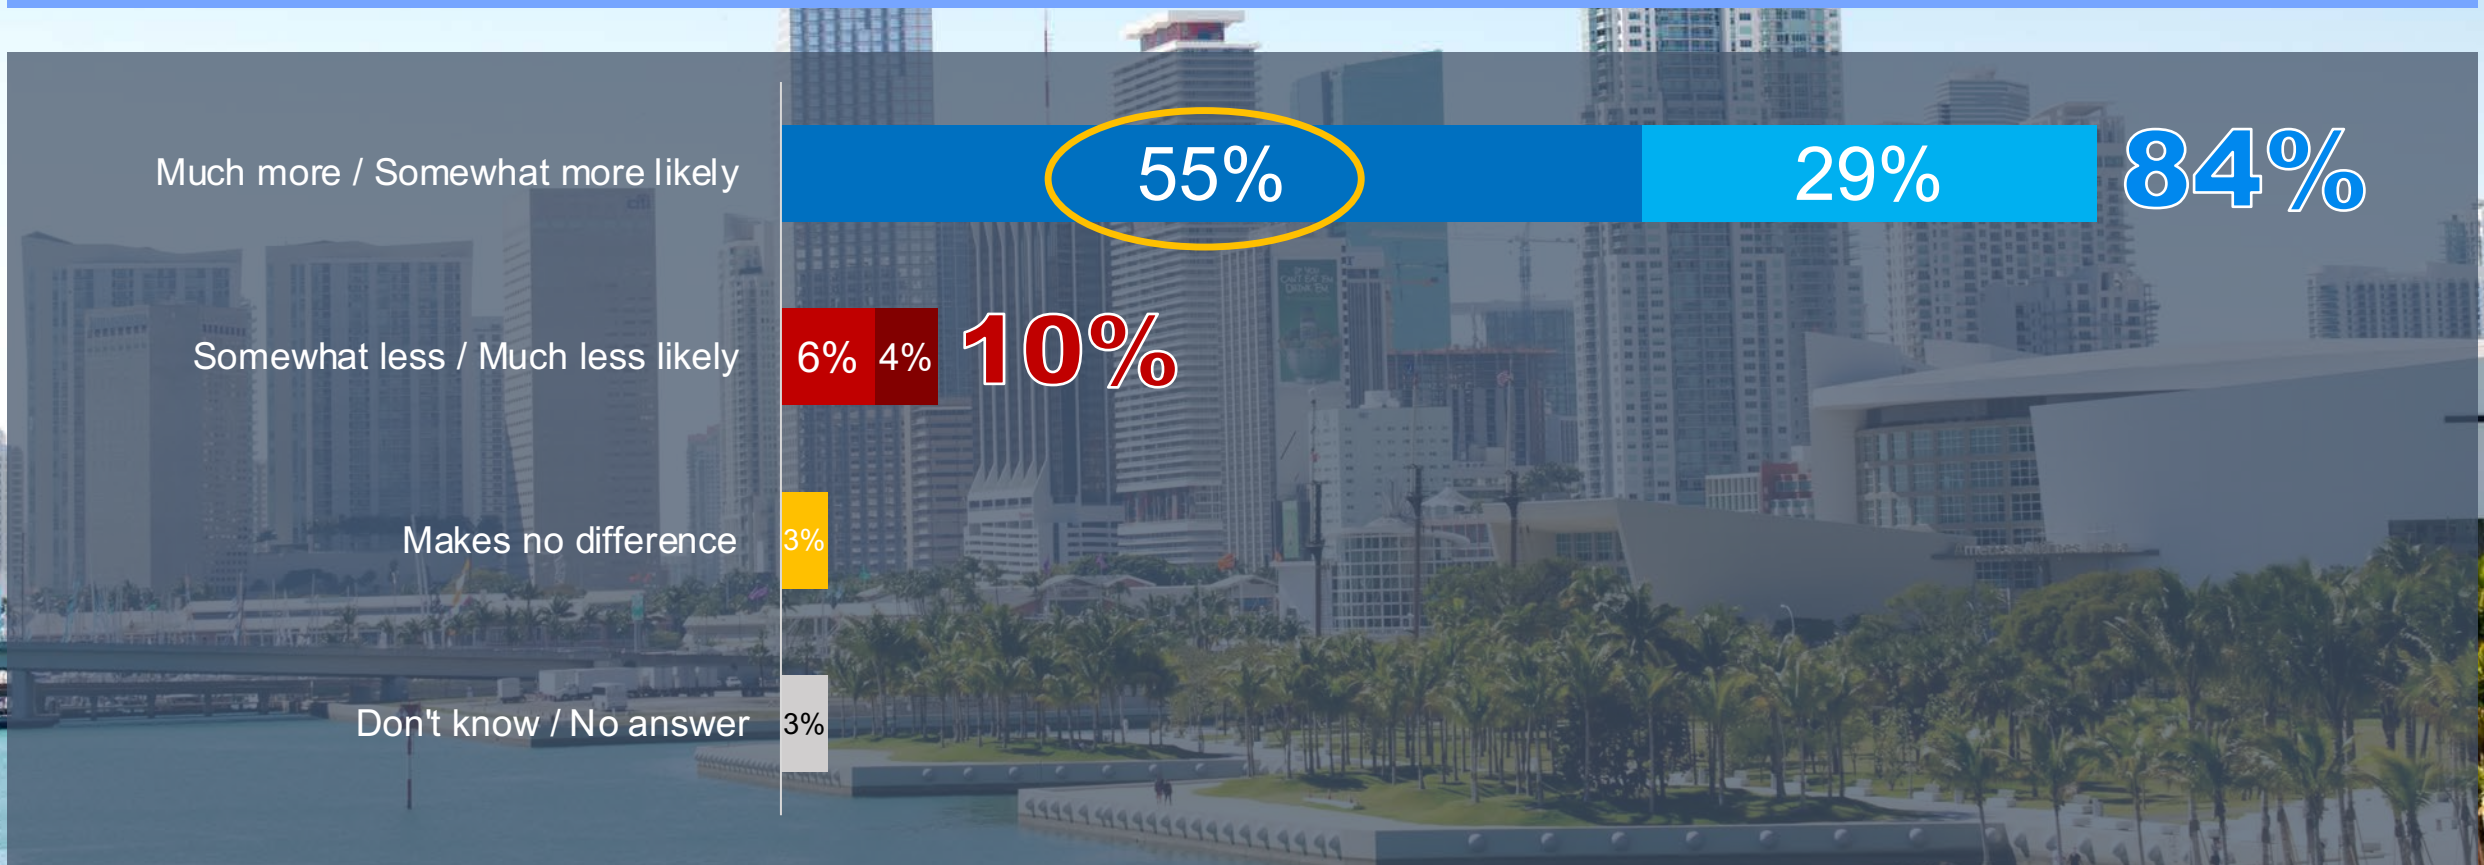 Much more / Somewhat more likely 55% 29% 84%
citi
Somewhat less / Much less likely 6% 4% 10%
Makes no difference 3%
Don't know / No answer 3%